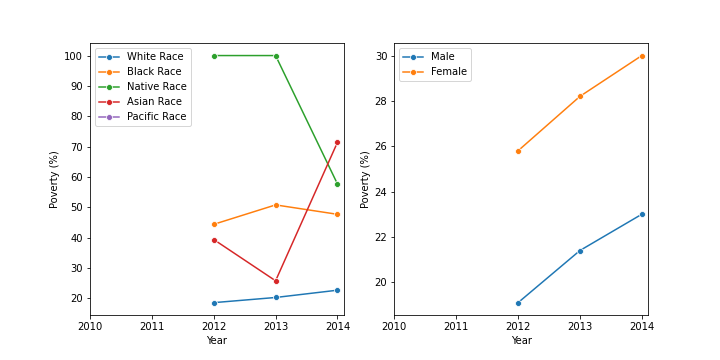 100
90
80
70
60
50
40
30
20
Poverty (%)
White Race
Black Race
Native Race
Asian Race
Pacific Race
2010 2011 2012 2013 2014
Year
30
28
26
24
22
20
Poverty (%)
Male
Female
2010 2011 2012 2013 2014
Year